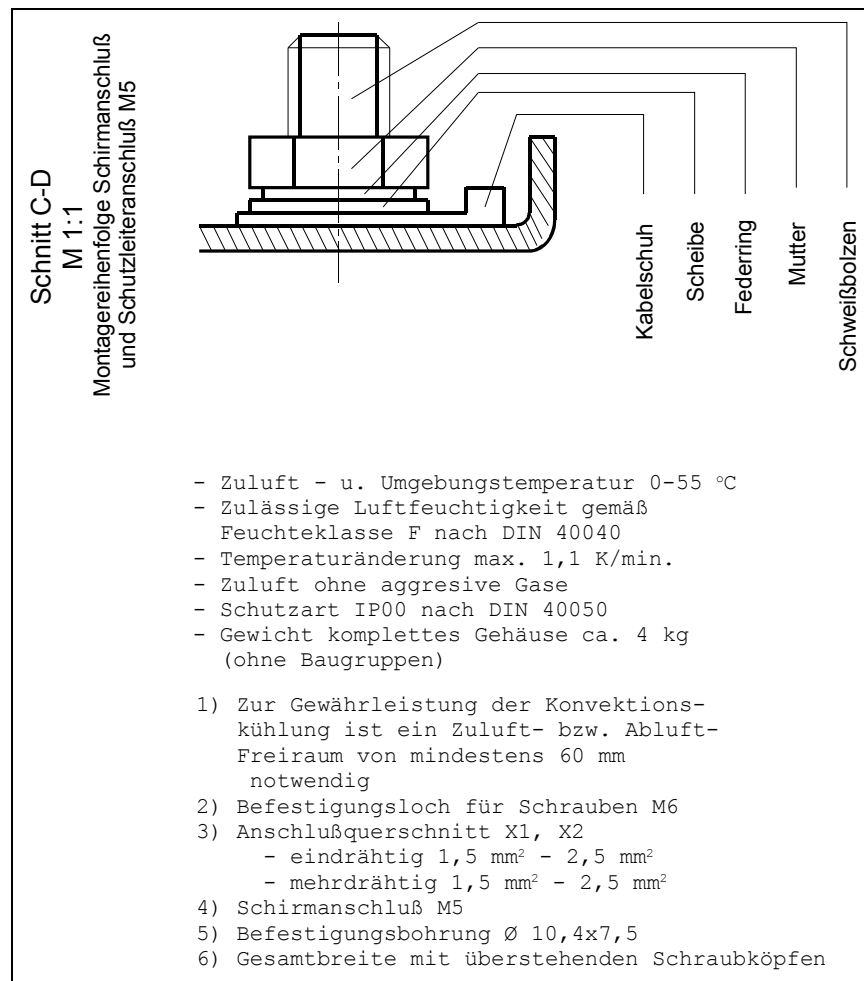 Schnitt C-D
M 1:1
Montagereihenfolge Schirmanschluß
und Schutzleiteranschluß M5
Kabelschuh
Scheibe
Federring
Mutter
Schweißbolzen
- Zuluft - u. Umgebungstemperatur 0-55 °C
- Zulässige Luftfeuchtigkeit gemäß
Feuchteklasse F nach DIN 40040
- Temperaturänderung max. 1,1 K/min.
- Zuluft ohne aggresive Gase
- Schutzart IP00 nach DIN 40050
- Gewicht komplettes Gehäuse ca. 4 kg
(ohne Baugruppen)
1) Zur Gewährleistung der Konvektions-
kühlung ist ein Zuluft- bzw. Abluft-
Freiraum von mindestens 60 mm
notwendig
2) Befestigungsloch für Schrauben M6
3) Anschlußquerschnitt X1, X2
- eindrähtig 1,5 mm² - 2,5 mm²
- mehrdrähtig 1,5 mm² - 2,5 mm²
4) Schirmanschluß M5
5) Befestigungsbohrung Ø 10,4x7,5
6) Gesamtbreite mit überstehenden Schraubköpfen